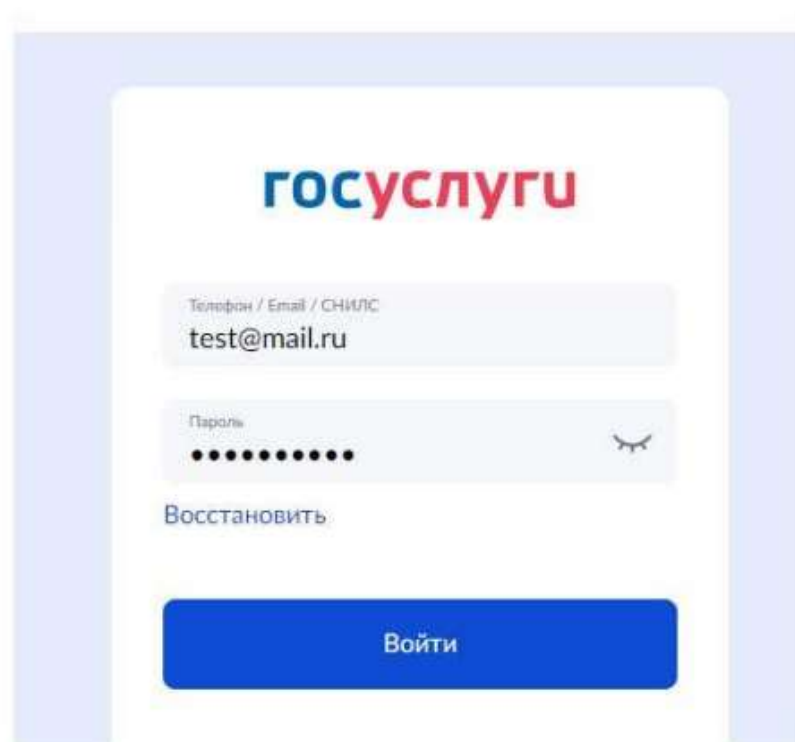 госуслуги
Телефон / Email / СНИЛС
test@mail.ru
Пароль
••••••••••
Восстановить
Войти